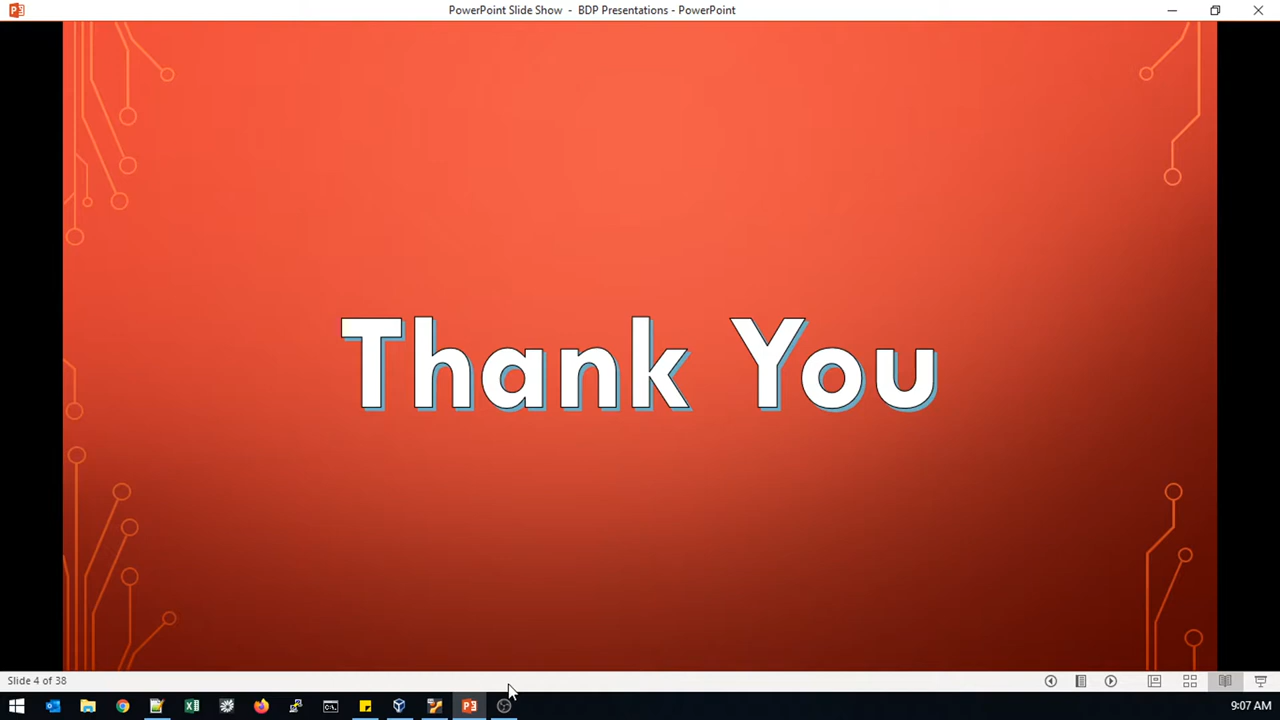 PowerPoint Slide Show - BDP Presentations - PowerPoint
Thank You
Slide 4 of 38
9:07 AM